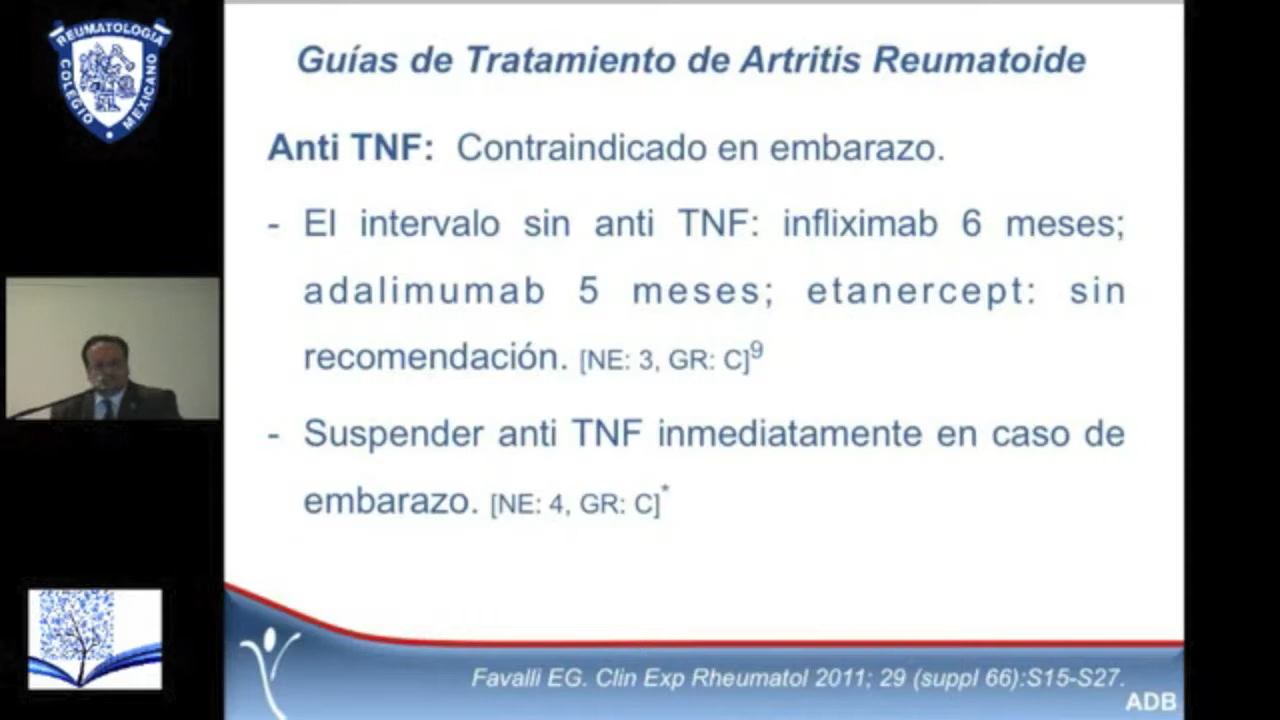 REUMATOLOGIA
COLEGIO
MEXICANO
Guías de Tratamiento de Artritis Reumatoide
Anti TNF: Contraindicado en embarazo.
- El intervalo sin anti TNF: infliximab 6 meses;
adalimumab 5 meses; etanercept: sin
recomendación. [NE: 3, GR: C]9
- Suspender anti TNF inmediatamente en caso de
embarazo. [NE: 4, GR: C]*
Favalli EG. Clin Exp Rheumatol 2011; 29 (suppl 66):S15-S27.
ADB